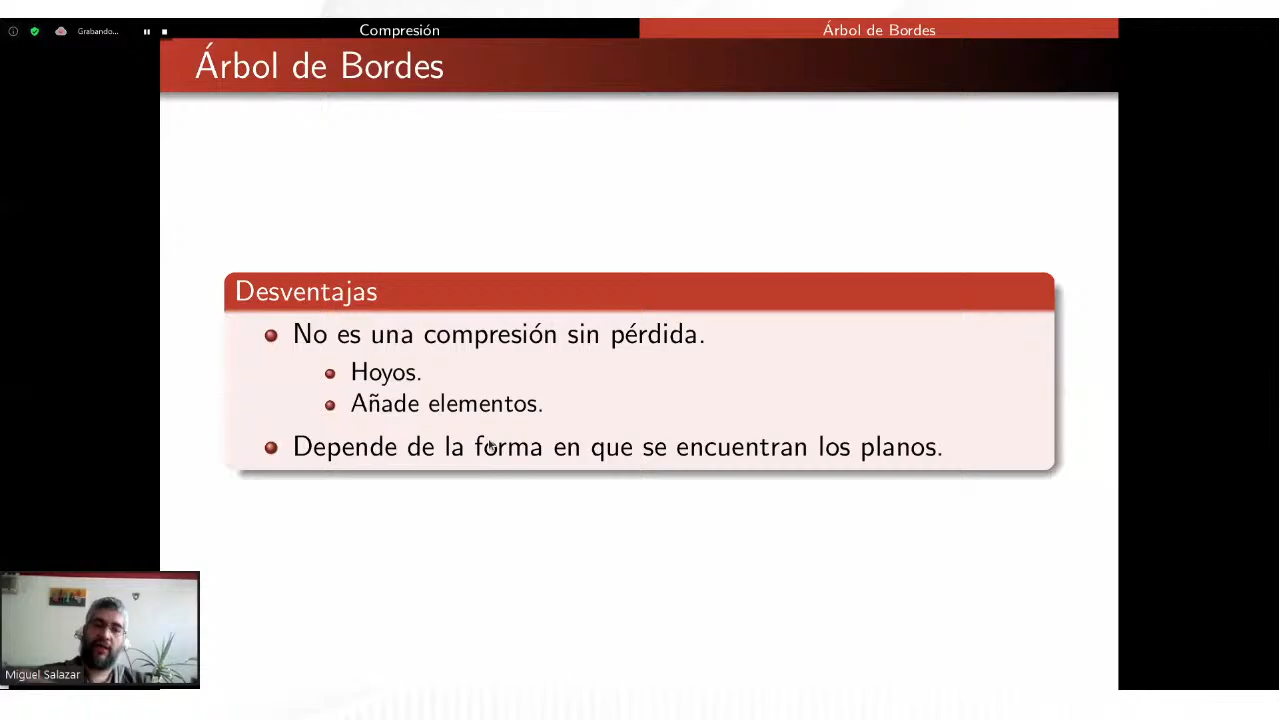 Grabando...
Compresión
Árbol de Bordes
Árbol de Bordes
Desventajas
No es una compresión sin pérdida.
Hoyos.
Añade elementos.
Depende de la forma en que se encuentran los planos.
Miguel Salazar